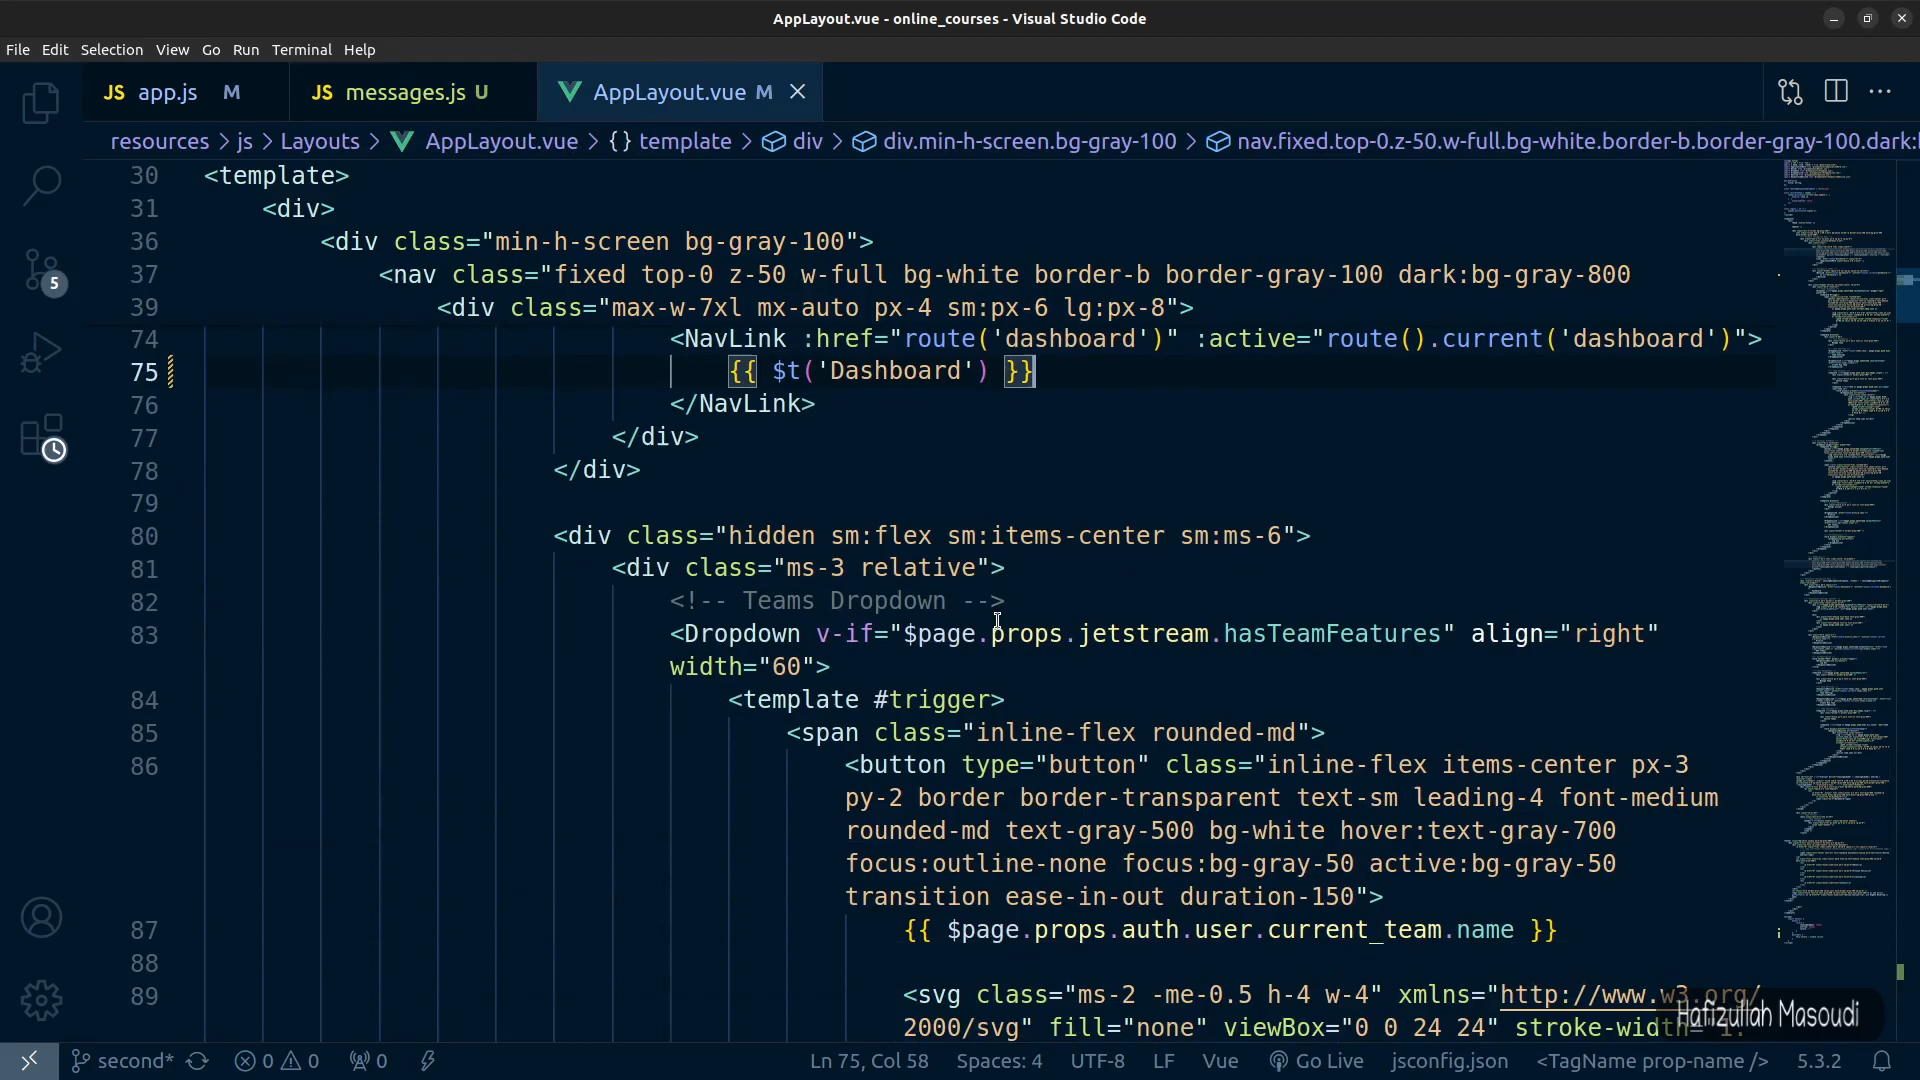 AppLayout.vue - online_courses - Visual Studio Code
File Edit Selection View Go Run Terminal Help
JS app.js M JS messages.js U AppLayout.vue M
resources > js > Layouts > AppLayout.vue > {} template > div > div.min-h-screen.bg-gray-100 > nav.fixed.top-0.z-50.w-full.bg-white.border-b.border-gray-100.dark:
30 <template>
31 <div>
36 <div class="min-h-screen bg-gray-100">
37 <nav class="fixed top-0 z-50 w-full bg-white border-b border-gray-100 dark:bg-gray-800
39 <div class="max-w-7xl mx-auto px-4 sm:px-6 lg:px-8">
74 <NavLink :href="route('dashboard')" :active="route().current('dashboard')">
75 {{ $t('Dashboard') }}
76 </NavLink>
77 </div>
78 </div>
79
80 <div class="hidden sm:flex sm:items-center sm:ms-6">
81 <div class="ms-3 relative">
82 <!-- Teams Dropdown -->
83 <Dropdown v-if="$page.props.jetstream.hasTeamFeatures" align="right"
width="60">
84 <template #trigger>
85 <span class="inline-flex rounded-md">
86 <button type="button" class="inline-flex items-center px-3
py-2 border border-transparent text-sm leading-4 font-medium
rounded-md text-gray-500 bg-white hover:text-gray-700
focus:outline-none focus:bg-gray-50 active:bg-gray-50
transition ease-in-out duration-150">
87 {{ $page.props.auth.user.current_team.name }}
88
89 <svg class="ms-2 -me-0.5 h-4 w-4" xmlns="http://www.w3.org/
2000/svg" fill="none" viewBox="0 0 24 24" stroke-width="1.
Hafizullah Masoudi
5
second* 0 0 0 Ln 75, Col 58 Spaces: 4 UTF-8 LF Vue Go Live jsconfig.json <TagName prop-name /> 5.3.2